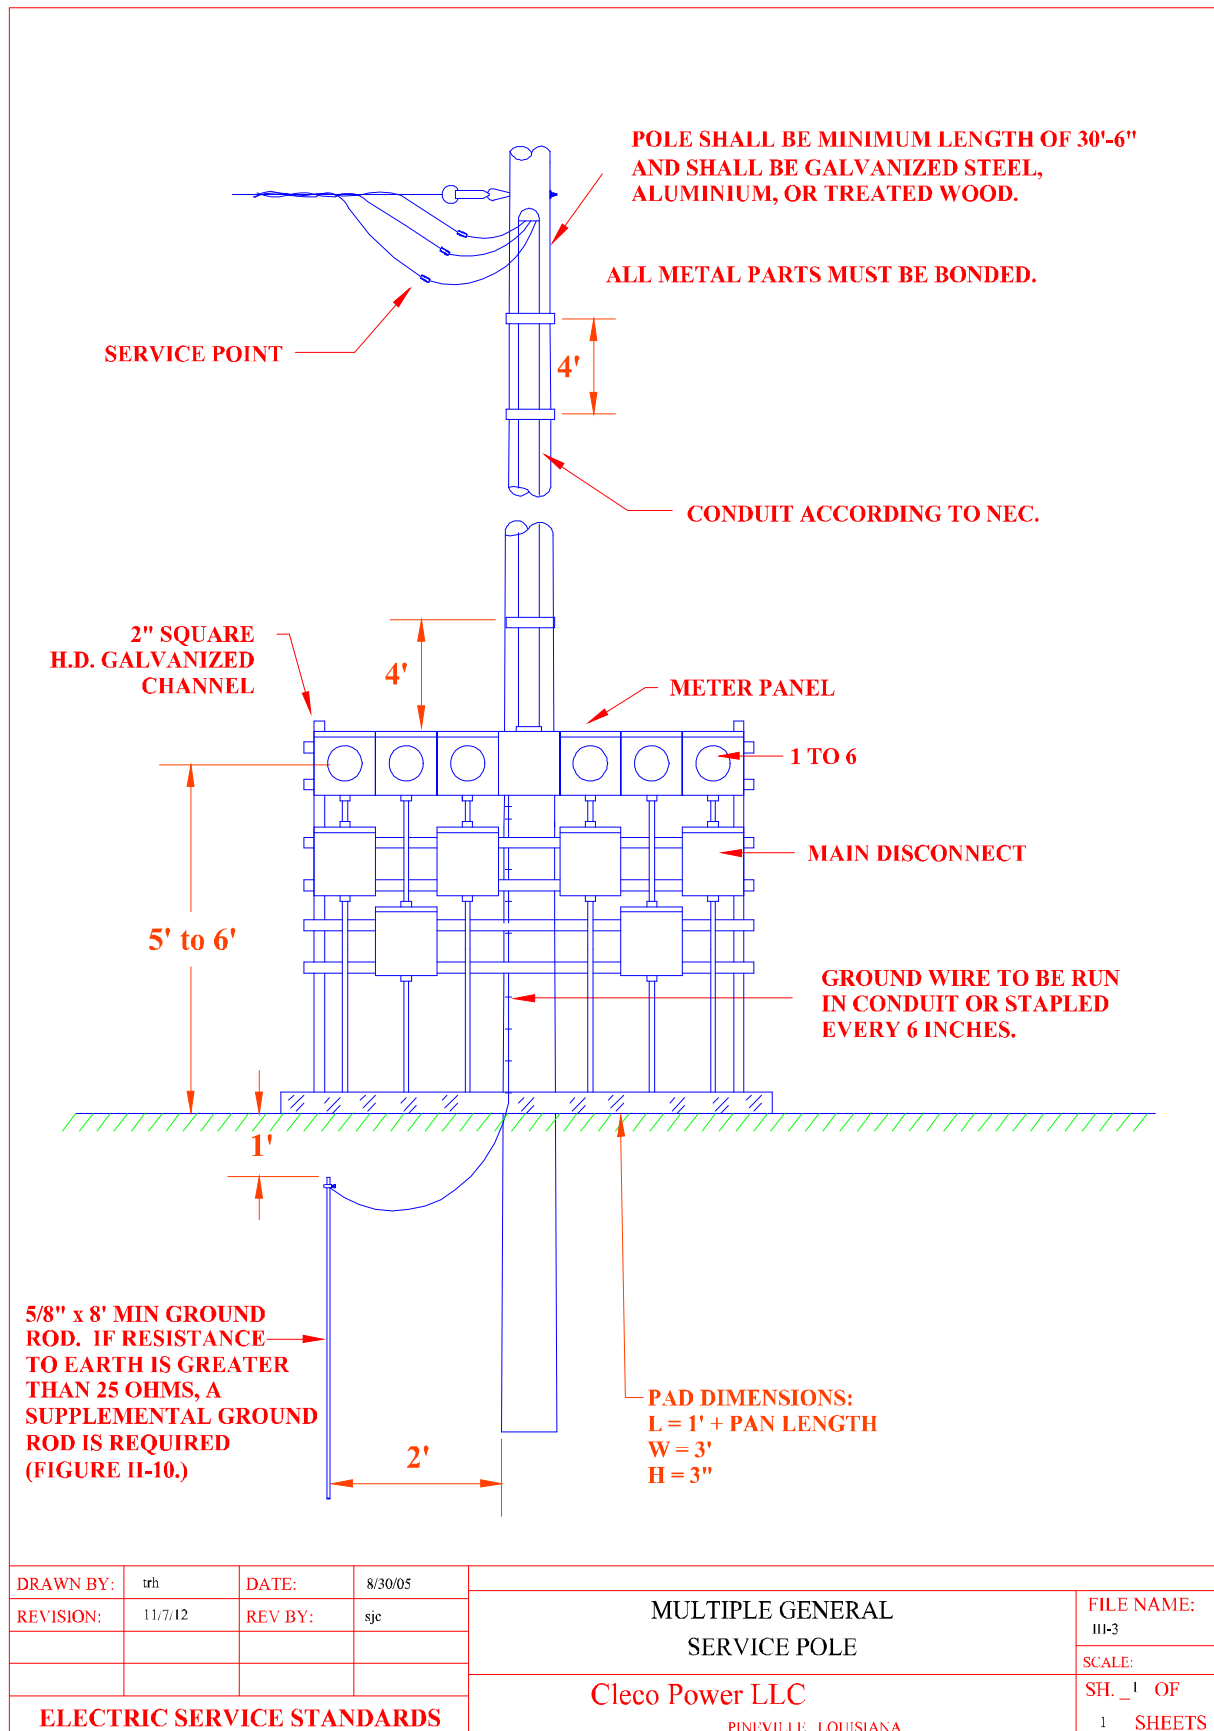 POLE SHALL BE MINIMUM LENGTH OF 30'-6"
AND SHALL BE GALVANIZED STEEL,
ALUMINIUM, OR TREATED WOOD.
ALL METAL PARTS MUST BE BONDED.
SERVICE POINT
4'
CONDUIT ACCORDING TO NEC.
2" SQUARE
H.D. GALVANIZED
CHANNEL
4'
METER PANEL
1 TO 6
MAIN DISCONNECT
5' to 6'
GROUND WIRE TO BE RUN
IN CONDUIT OR STAPLED
EVERY 6 INCHES.
1'
5/8" x 8' MIN GROUND
ROD. IF RESISTANCE
TO EARTH IS GREATER
THAN 25 OHMS, A
SUPPLEMENTAL GROUND
ROD IS REQUIRED
(FIGURE II-10.)
2'
PAD DIMENSIONS:
L = 1' + PAN LENGTH
W = 3'
H = 3"
DRAWN BY: trh DATE: 8/30/05
REVISION: 11/7/12 REV BY: sjc
ELECTRIC SERVICE STANDARDS
MULTIPLE GENERAL
SERVICE POLE
Cleco Power LLC
PINEVILLE, LOUISIANA
FILE NAME:
III-3
SCALE:
SH. _1 OF
1 SHEETS